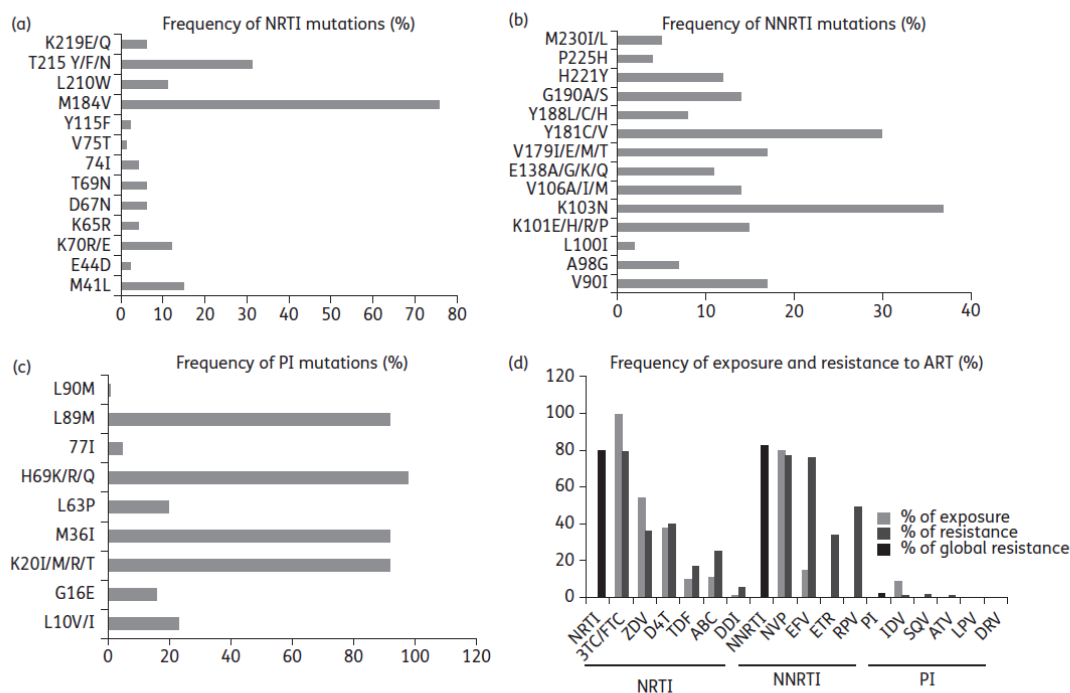 (a) Frequency of NRTI mutations (%)
K219E/Q
T215 Y/F/N
L210W
M184V
Y115F
V75T
74I
T69N
D67N
K65R
K70R/E
E44D
M41L
0 10 20 30 40 50 60 70 80
(b) Frequency of NNRTI mutations (%)
M230I/L
P225H
H221Y
G190A/S
Y188L/C/H
Y181C/V
V179I/E/M/T
E138A/G/K/Q
V106A/I/M
K103N
K101E/H/R/P
L100I
A98G
V90I
0 10 20 30 40
(c) Frequency of PI mutations (%)
L90M
L89M
77I
H69K/R/Q
L63P
M36I
K20I/M/R/T
G16E
L10V/I
0 20 40 60 80 100 120
(d) Frequency of exposure and resistance to ART (%)
120
100
80
60
40
20
0
% of exposure
% of resistance
% of global resistance
NRTI 3TC/FTC ZDV D4T TDF ABC DDI NNRTI NVP EFV ETR RPV PI IDV SQV ATV LPV DRV
NRTI NNRTI PI